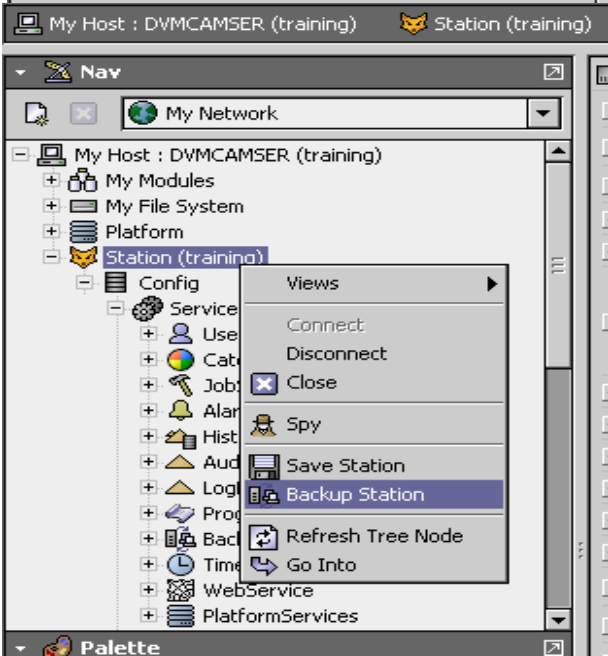 My Host : DVMCAMSER (training) Station (training)
Nav
My Network
My Host : DVMCAMSER (training)
My Modules
My File System
Platform
Station (training)
Config
Views
Service
Connect
Use
Disconnect
Cat
Close
Job
Alar
Spy
Hist
Aud
Save Station
Log
Backup Station
Prog
Refresh Tree Node
Bac
Go Into
Time
WebService
PlatformServices
Palette